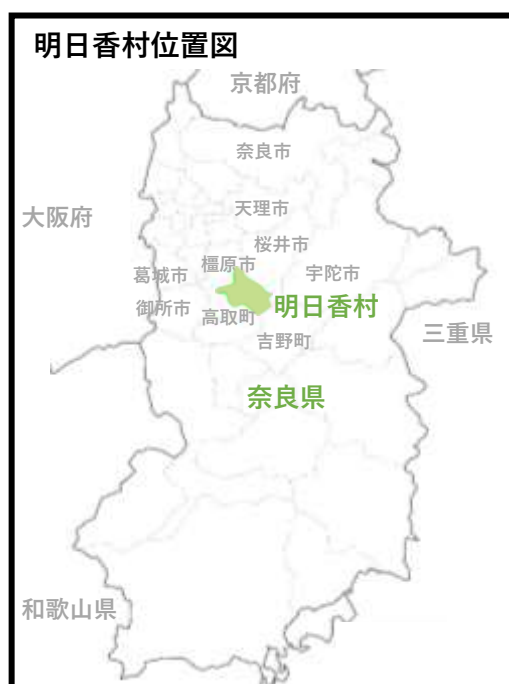 明日香村位置図
京都府
奈良市
大阪府
天理市
桜井市
橿原市
葛城市
宇陀市
御所市
高取町
明日香村
吉野町
三重県
奈良県
和歌山県